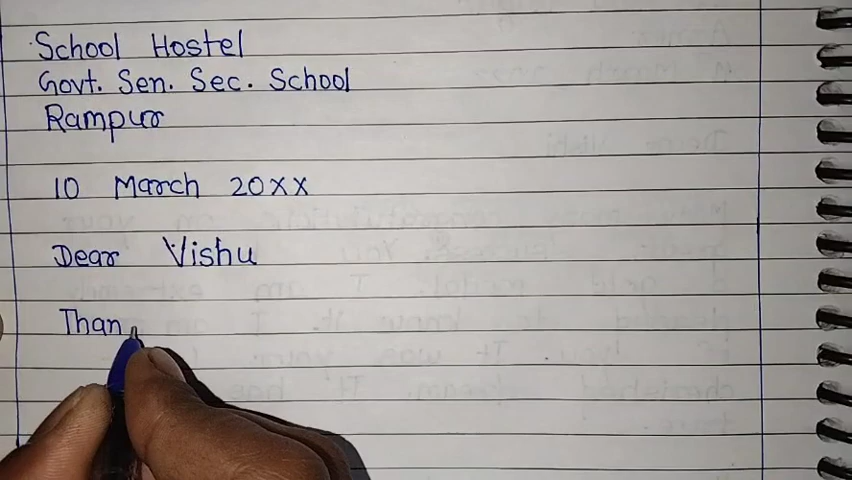 School Hostel
Govt. Sen. Sec. School
Rampur
10 March 20XX
Dear Vishu
Than